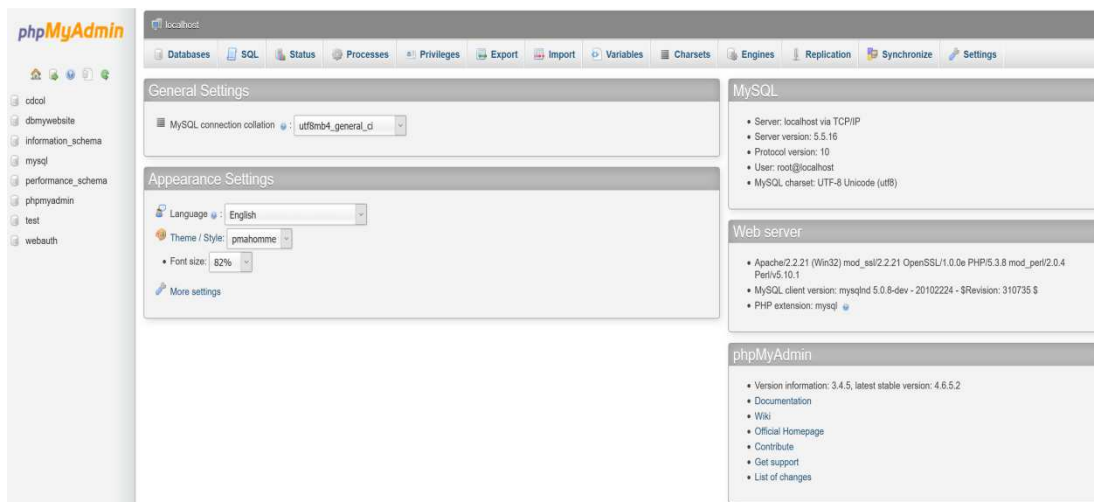 phpMyAdmin
cdcol
dbmywebsite
information_schema
mysql
performance_schema
phpmyadmin
test
webauth
localhost
Databases SQL Status Processes Privileges Export Import Variables Charsets Engines Replication Synchronize Settings
General Settings
MySQL connection collation : utf8mb4_general_ci
Appearance Settings
Language : English
Theme / Style: pmahomme
• Font size: 82%
More settings
MySQL
• Server: localhost via TCP/IP
• Server version: 5.5.16
• Protocol version: 10
• User: root@localhost
• MySQL charset: UTF-8 Unicode (utf8)
Web server
• Apache/2.2.21 (Win32) mod_ssl/2.2.21 OpenSSL/1.0.0e PHP/5.3.8 mod_perl/2.0.4
Perl/v5.10.1
• MySQL client version: mysqlnd 5.0.8-dev - 20102224 - $Revision: 310735 $
• PHP extension: mysql
phpMyAdmin
• Version information: 3.4.5, latest stable version: 4.6.5.2
• Documentation
• Wiki
• Official Homepage
• Contribute
• Get support
• List of changes